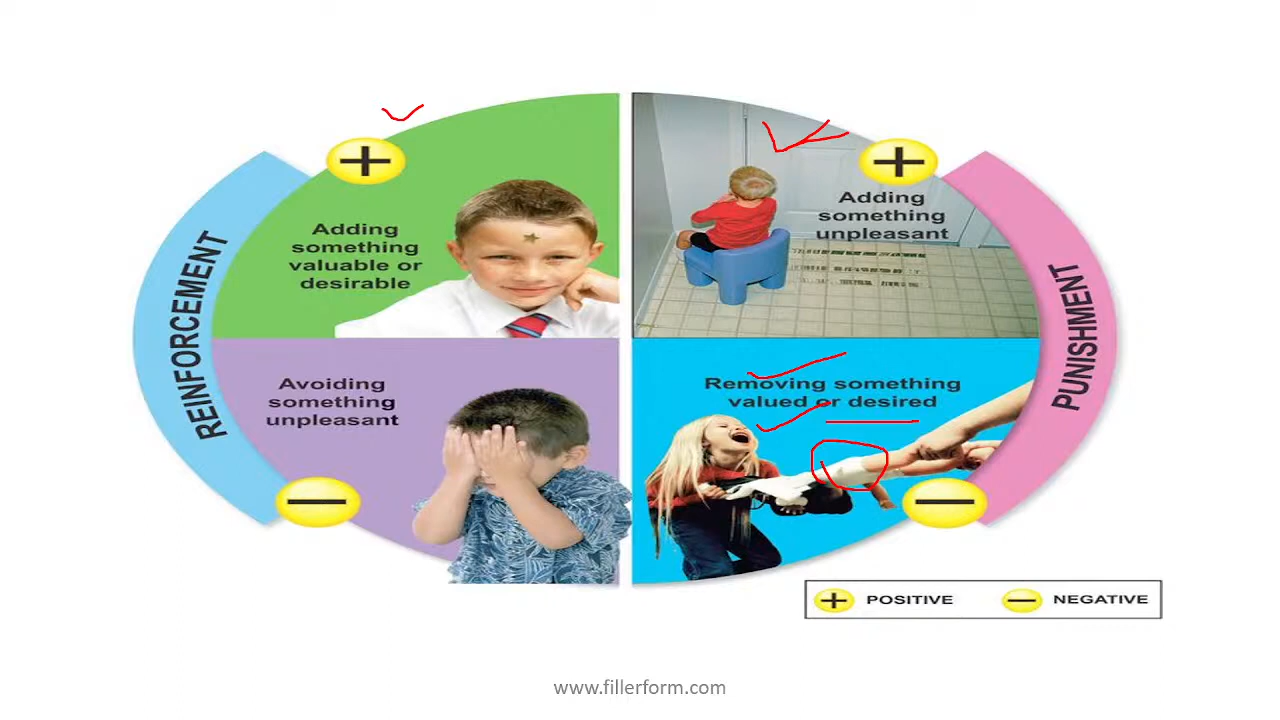 REINFORCEMENT
+
Adding
something
valuable or
desirable
Avoiding
something
unpleasant
−
+
Adding
something
unpleasant
Removing something
valued or desired
−
PUNISHMENT
+ POSITIVE − NEGATIVE
www.fillerform.com